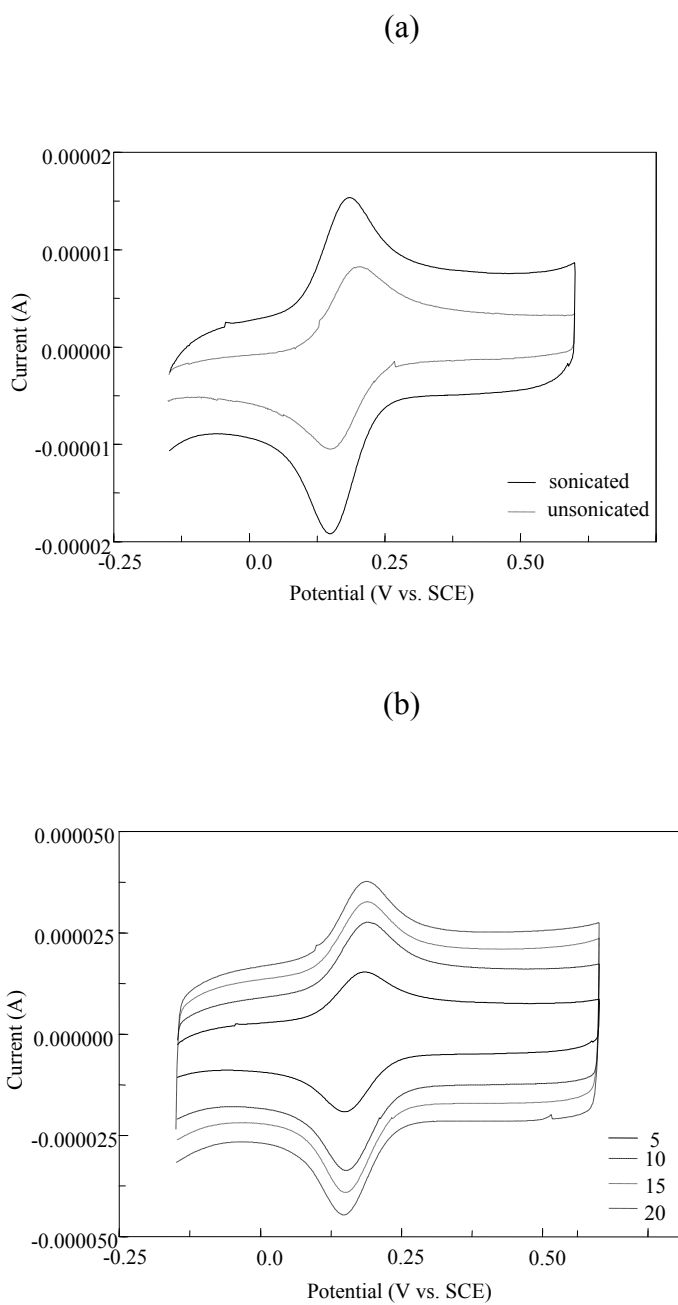 (a)
0.00002
0.00001
0.00000
-0.00001
-0.00002
Current (A)
sonicated
unsonicated
-0.25
0.0
0.25
0.50
Potential (V vs. SCE)
(b)
0.000050
0.000025
0.000000
-0.000025
-0.000050
Current (A)
5
10
15
20
-0.25
0.0
0.25
0.50
Potential (V vs. SCE)